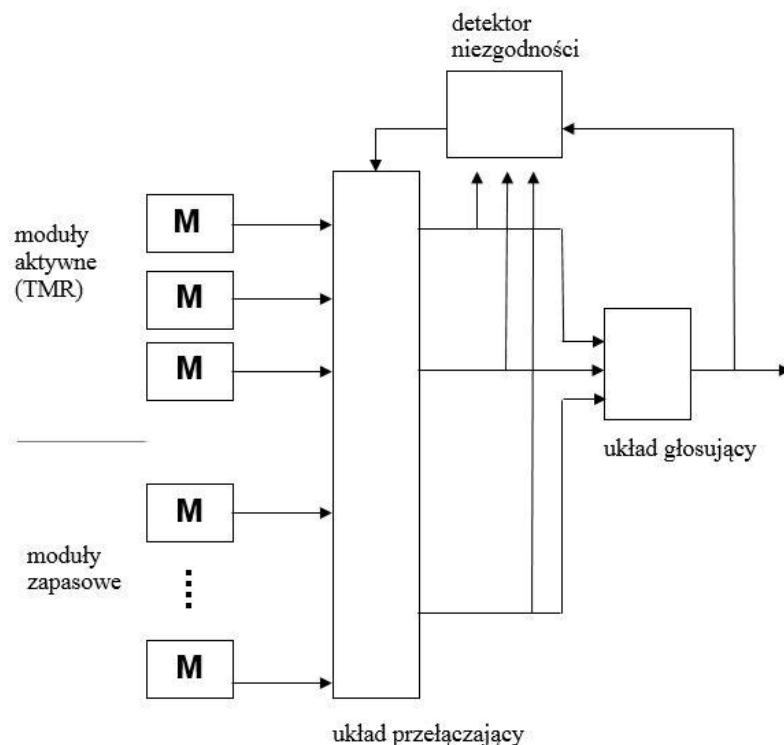 detektor
niezgodności
M
moduły
aktywne
(TMR)
M
M
układ głosujący
M
moduły
zapasowe
M
układ przełączający